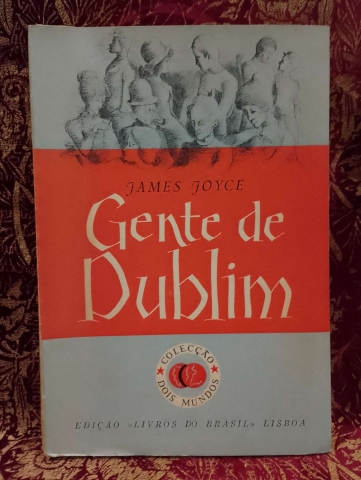 JAMES JOYCE
Gente de
Dublim
COLECÇÃO
DOIS MUNDOS
EDIÇÃO «LIVROS DO BRASIL» LISBOA